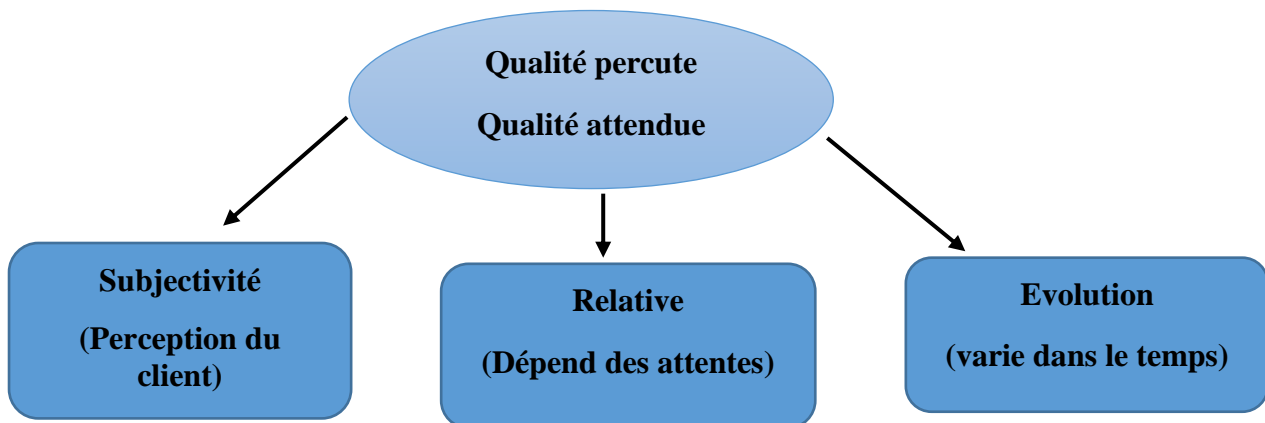 Qualité percute
Qualité attendue
Subjectivité
(Perception du
client)
Relative
(Dépend des attentes)
Evolution
(varie dans le temps)